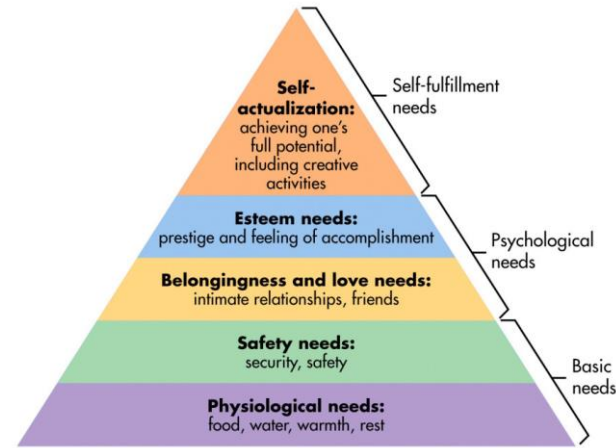 Self-
actualization:
achieving one's
full potential,
including creative
activities
Self-fulfillment
needs
Esteem needs:
prestige and feeling of accomplishment
Psychological
needs
Belongingness and love needs:
intimate relationships, friends
Safety needs:
security, safety
Basic
needs
Physiological needs:
food, water, warmth, rest